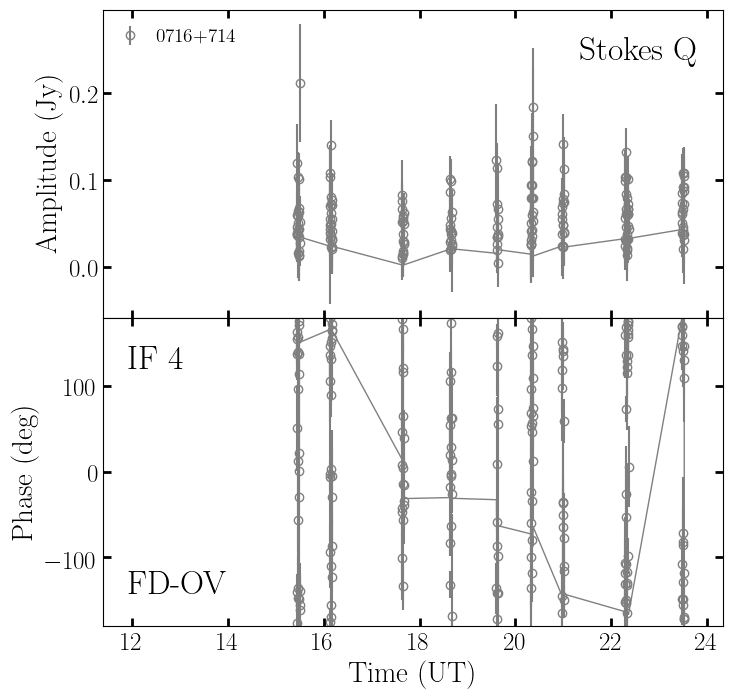 0716+714
Stokes Q
0.2
0.1
0.0
Amplitude (Jy)
IF 4
100
0
−100
Phase (deg)
FD-OV
12 14 16 18 20 22 24
Time (UT)